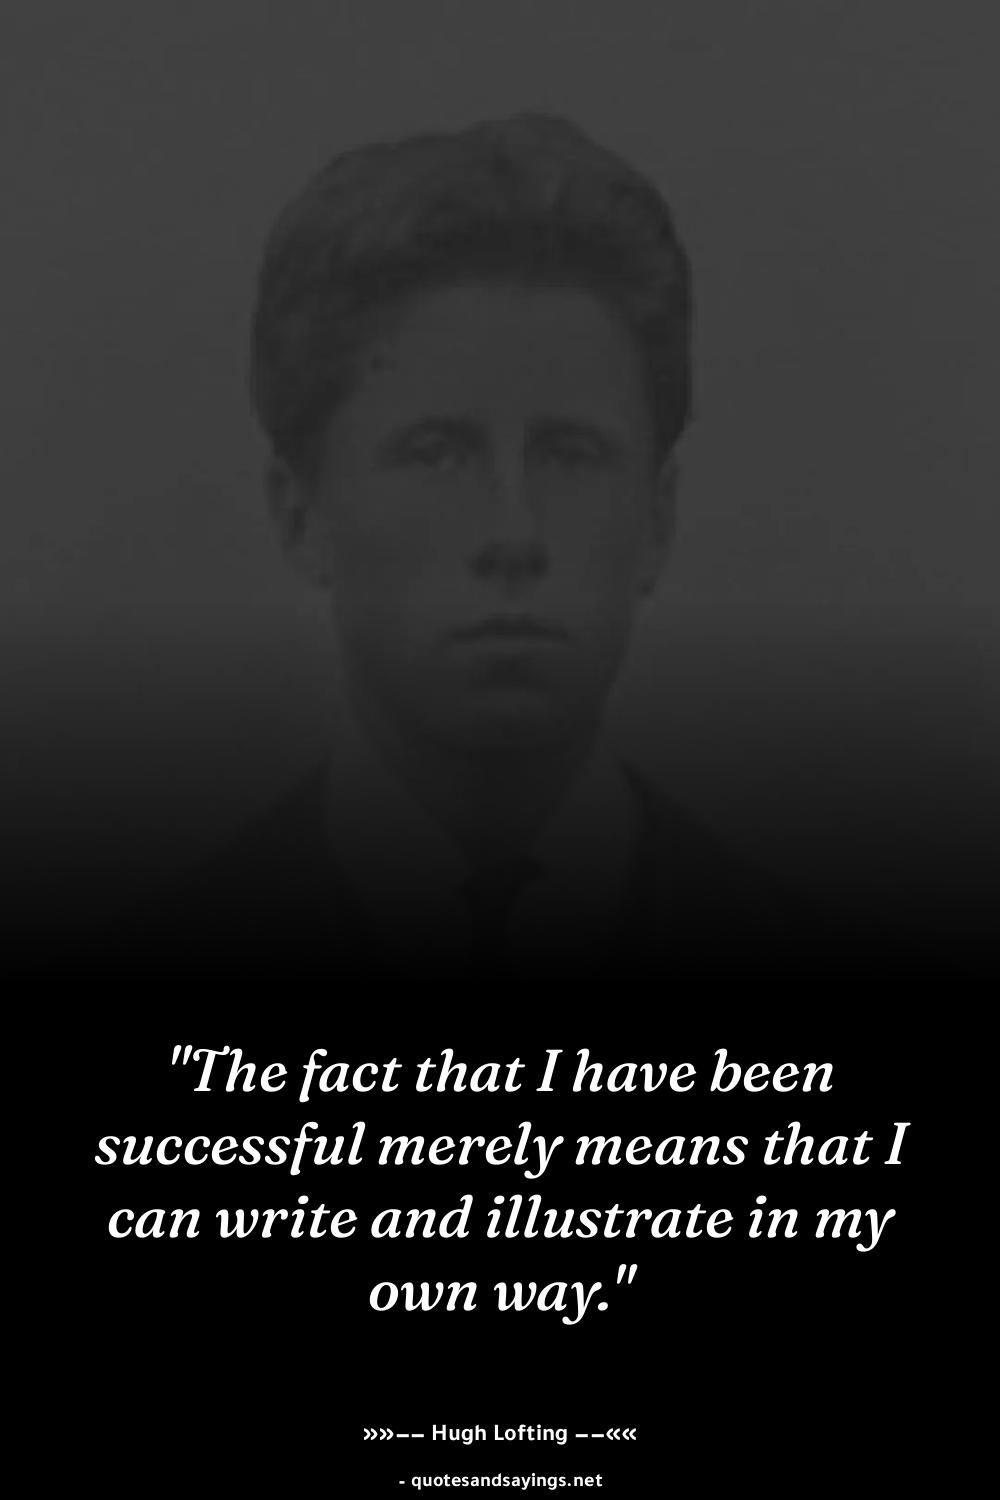 "The fact that I have been
successful merely means that I
can write and illustrate in my
own way."
»»−− Hugh Lofting −−««
- quotesandsayings.net